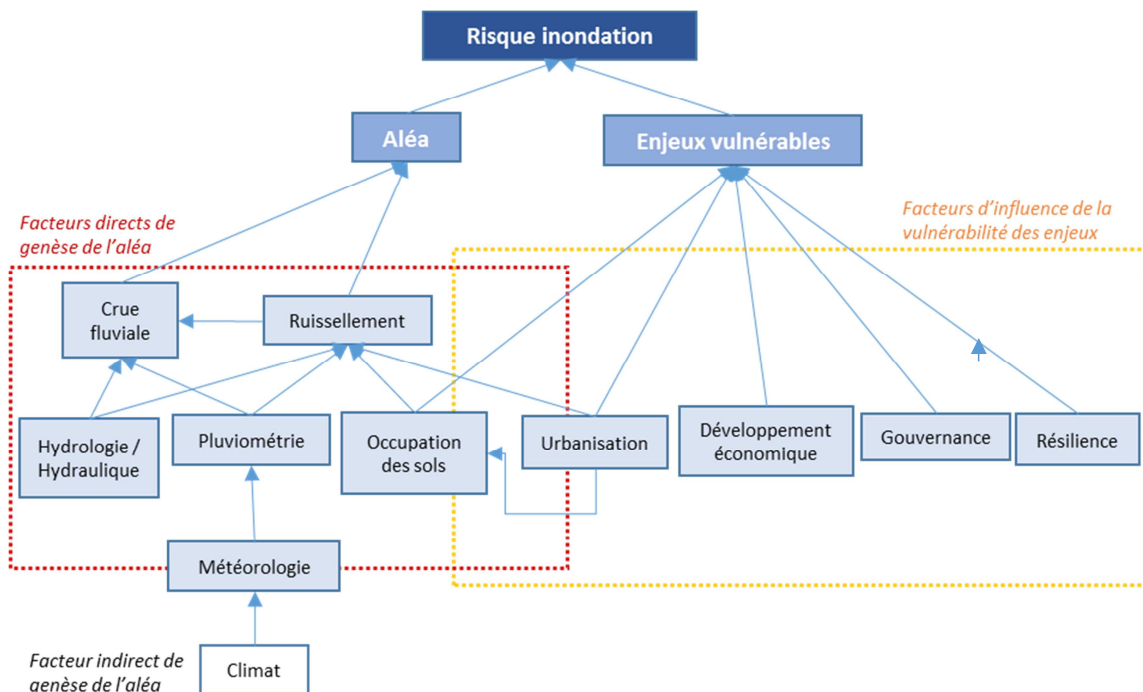 Risque inondation
Aléa
Enjeux vulnérables
Facteurs directs de
genèse de l'aléa
Facteurs d'influence de la
vulnérabilité des enjeux
Crue
fluviale
Ruissellement
Hydrologie /
Hydraulique
Pluviométrie
Occupation
des sols
Urbanisation
Développement
économique
Gouvernance
Résilience
Météorologie
Facteur indirect de
genèse de l'aléa
Climat